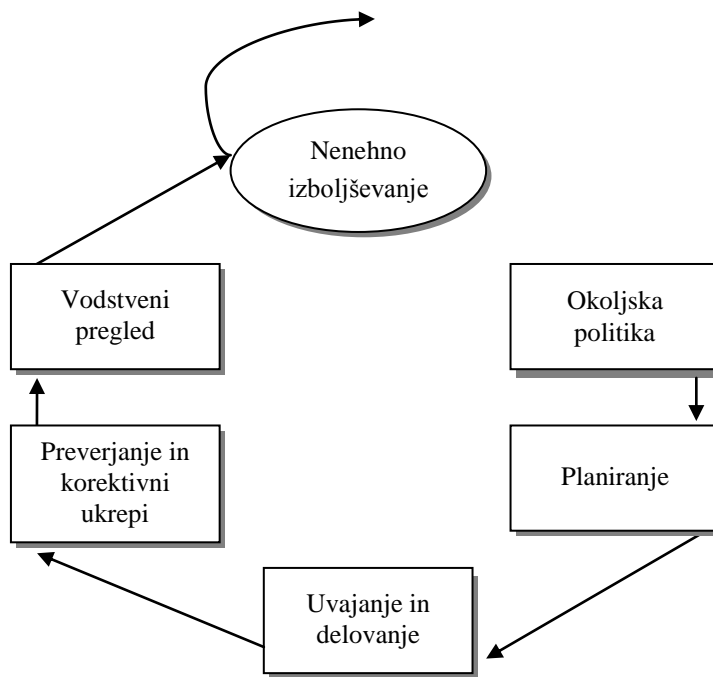 Nenehno
izboljševanje
Vodstveni
pregled
Okoljska
politika
Preverjanje in
korektivni
ukrepi
Planiranje
Uvajanje in
delovanje